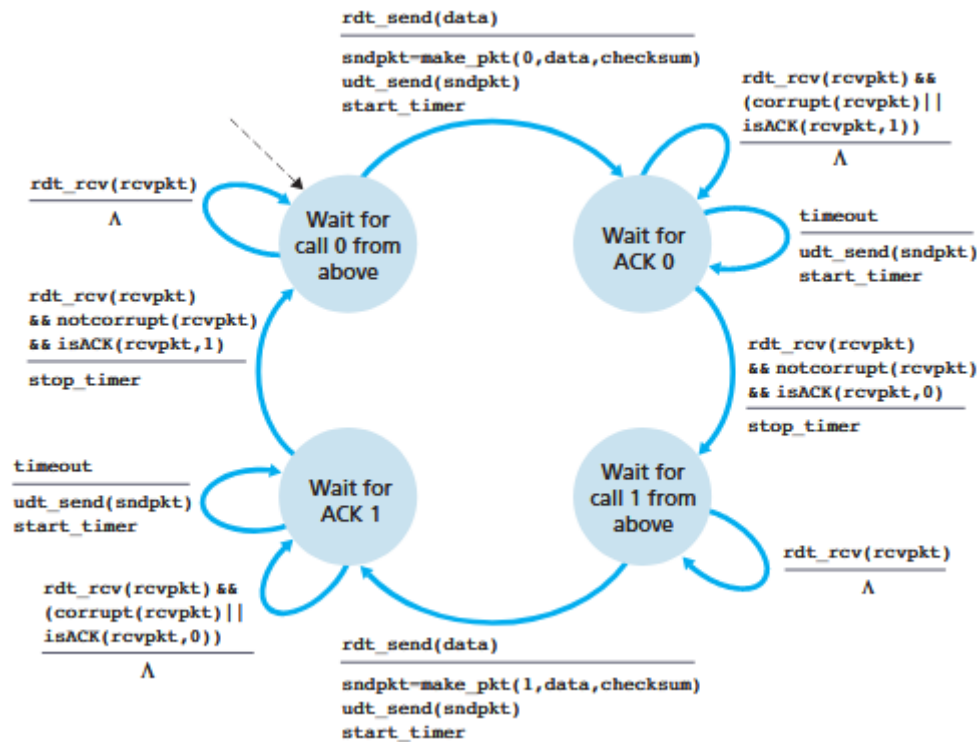 rdt_send(data)
sndpkt=make_pkt(0,data,checksum)
udt_send(sndpkt)
start_timer
rdt_rcv(rcvpkt) &&
(corrupt(rcvpkt)||
isACK(rcvpkt,1))
Λ
rdt_rcv(rcvpkt)
Λ
Wait for
call 0 from
above
Wait for
ACK 0
timeout
udt_send(sndpkt)
start_timer
rdt_rcv(rcvpkt)
&& notcorrupt(rcvpkt)
&& isACK(rcvpkt,1)
stop_timer
rdt_rcv(rcvpkt)
&& notcorrupt(rcvpkt)
&& isACK(rcvpkt,0)
stop_timer
timeout
udt_send(sndpkt)
start_timer
Wait for
ACK 1
Wait for
call 1 from
above
rdt_rcv(rcvpkt)
Λ
rdt_rcv(rcvpkt) &&
(corrupt(rcvpkt)||
isACK(rcvpkt,0))
Λ
rdt_send(data)
sndpkt=make_pkt(1,data,checksum)
udt_send(sndpkt)
start_timer